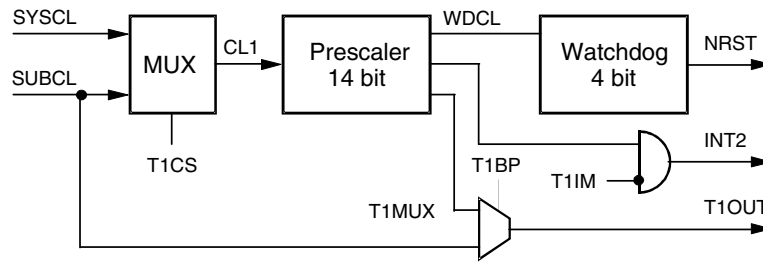 SYSCL
SUBCL
MUX
CL1
T1CS
Prescaler
14 bit
WDCL
Watchdog
4 bit
NRST
INT2
T1BP
T1IM
T1MUX
T1OUT